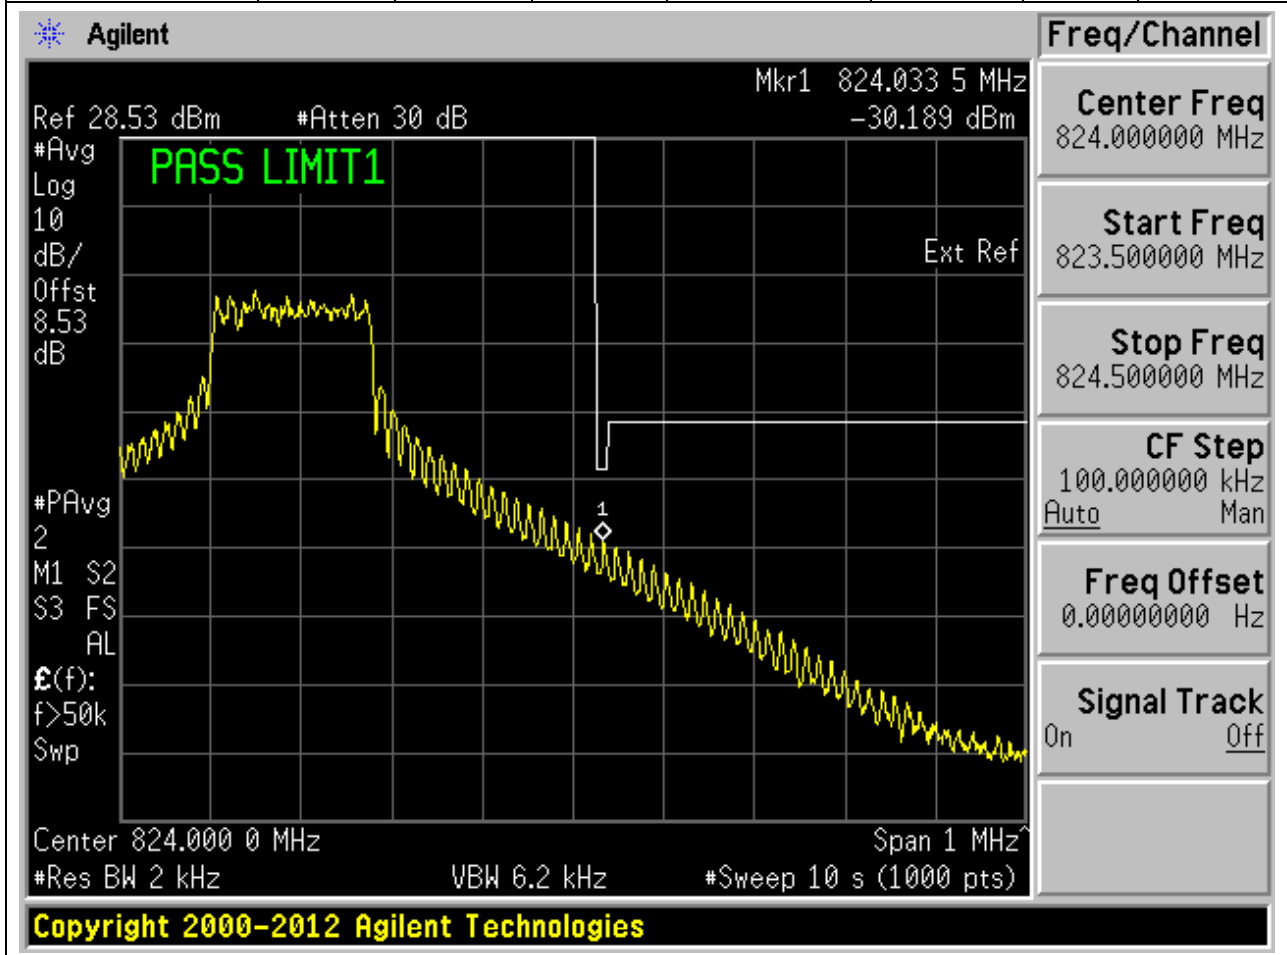 Agilent
Freq/Channel
Mkr1 824.033 5 MHz
Ref 28.53 dBm #Atten 30 dB -30.189 dBm
#Avg
Log
10
dB/
Offst
8.53
dB
PASS LIMIT1
Ext Ref
1
#PAvg
2
M1 S2
S3 FS
AL
£(f):
f>50k
Swp
Center 824.000 0 MHz Span 1 MHz^
#Res BW 2 kHz VBW 6.2 kHz #Sweep 10 s (1000 pts)
Center Freq
824.000000 MHz
Start Freq
823.500000 MHz
Stop Freq
824.500000 MHz
CF Step
100.000000 kHz
Auto Man
Freq Offset
0.00000000 Hz
Signal Track
On Off
Copyright 2000-2012 Agilent Technologies